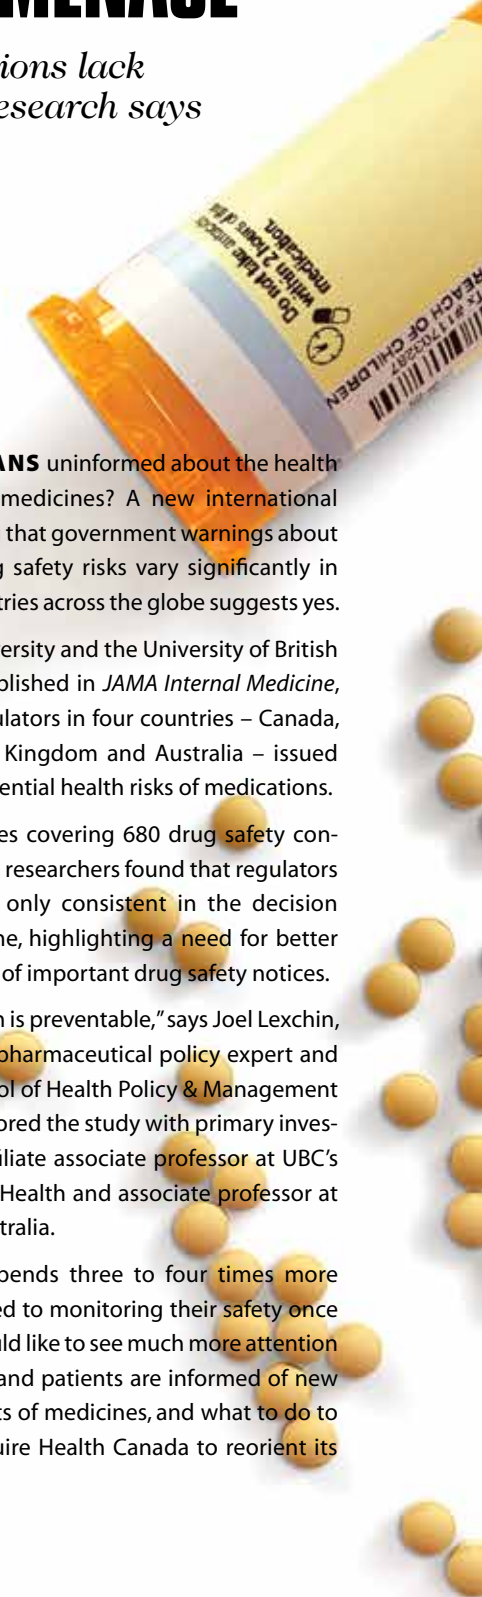 MENACE
ions lack
esearch says
Do not take antacids
within 2 hours of this
medication.
REACH OF CHILDREN
ANS uninformed about the health
medicines? A new international
that government warnings about
g safety risks vary significantly in
tries across the globe suggests yes.
versity and the University of British
blished in JAMA Internal Medicine,
ulators in four countries – Canada,
Kingdom and Australia – issued
ential health risks of medications.
es covering 680 drug safety con-
researchers found that regulators
only consistent in the decision
ne, highlighting a need for better
of important drug safety notices.
n is preventable,” says Joel Lexchin,
pharmaceutical policy expert and
ol of Health Policy & Management
ored the study with primary inves-
iliate associate professor at UBC’s
Health and associate professor at
tralia.
pends three to four times more
ed to monitoring their safety once
uld like to see much more attention
and patients are informed of new
ts of medicines, and what to do to
uire Health Canada to reorient its